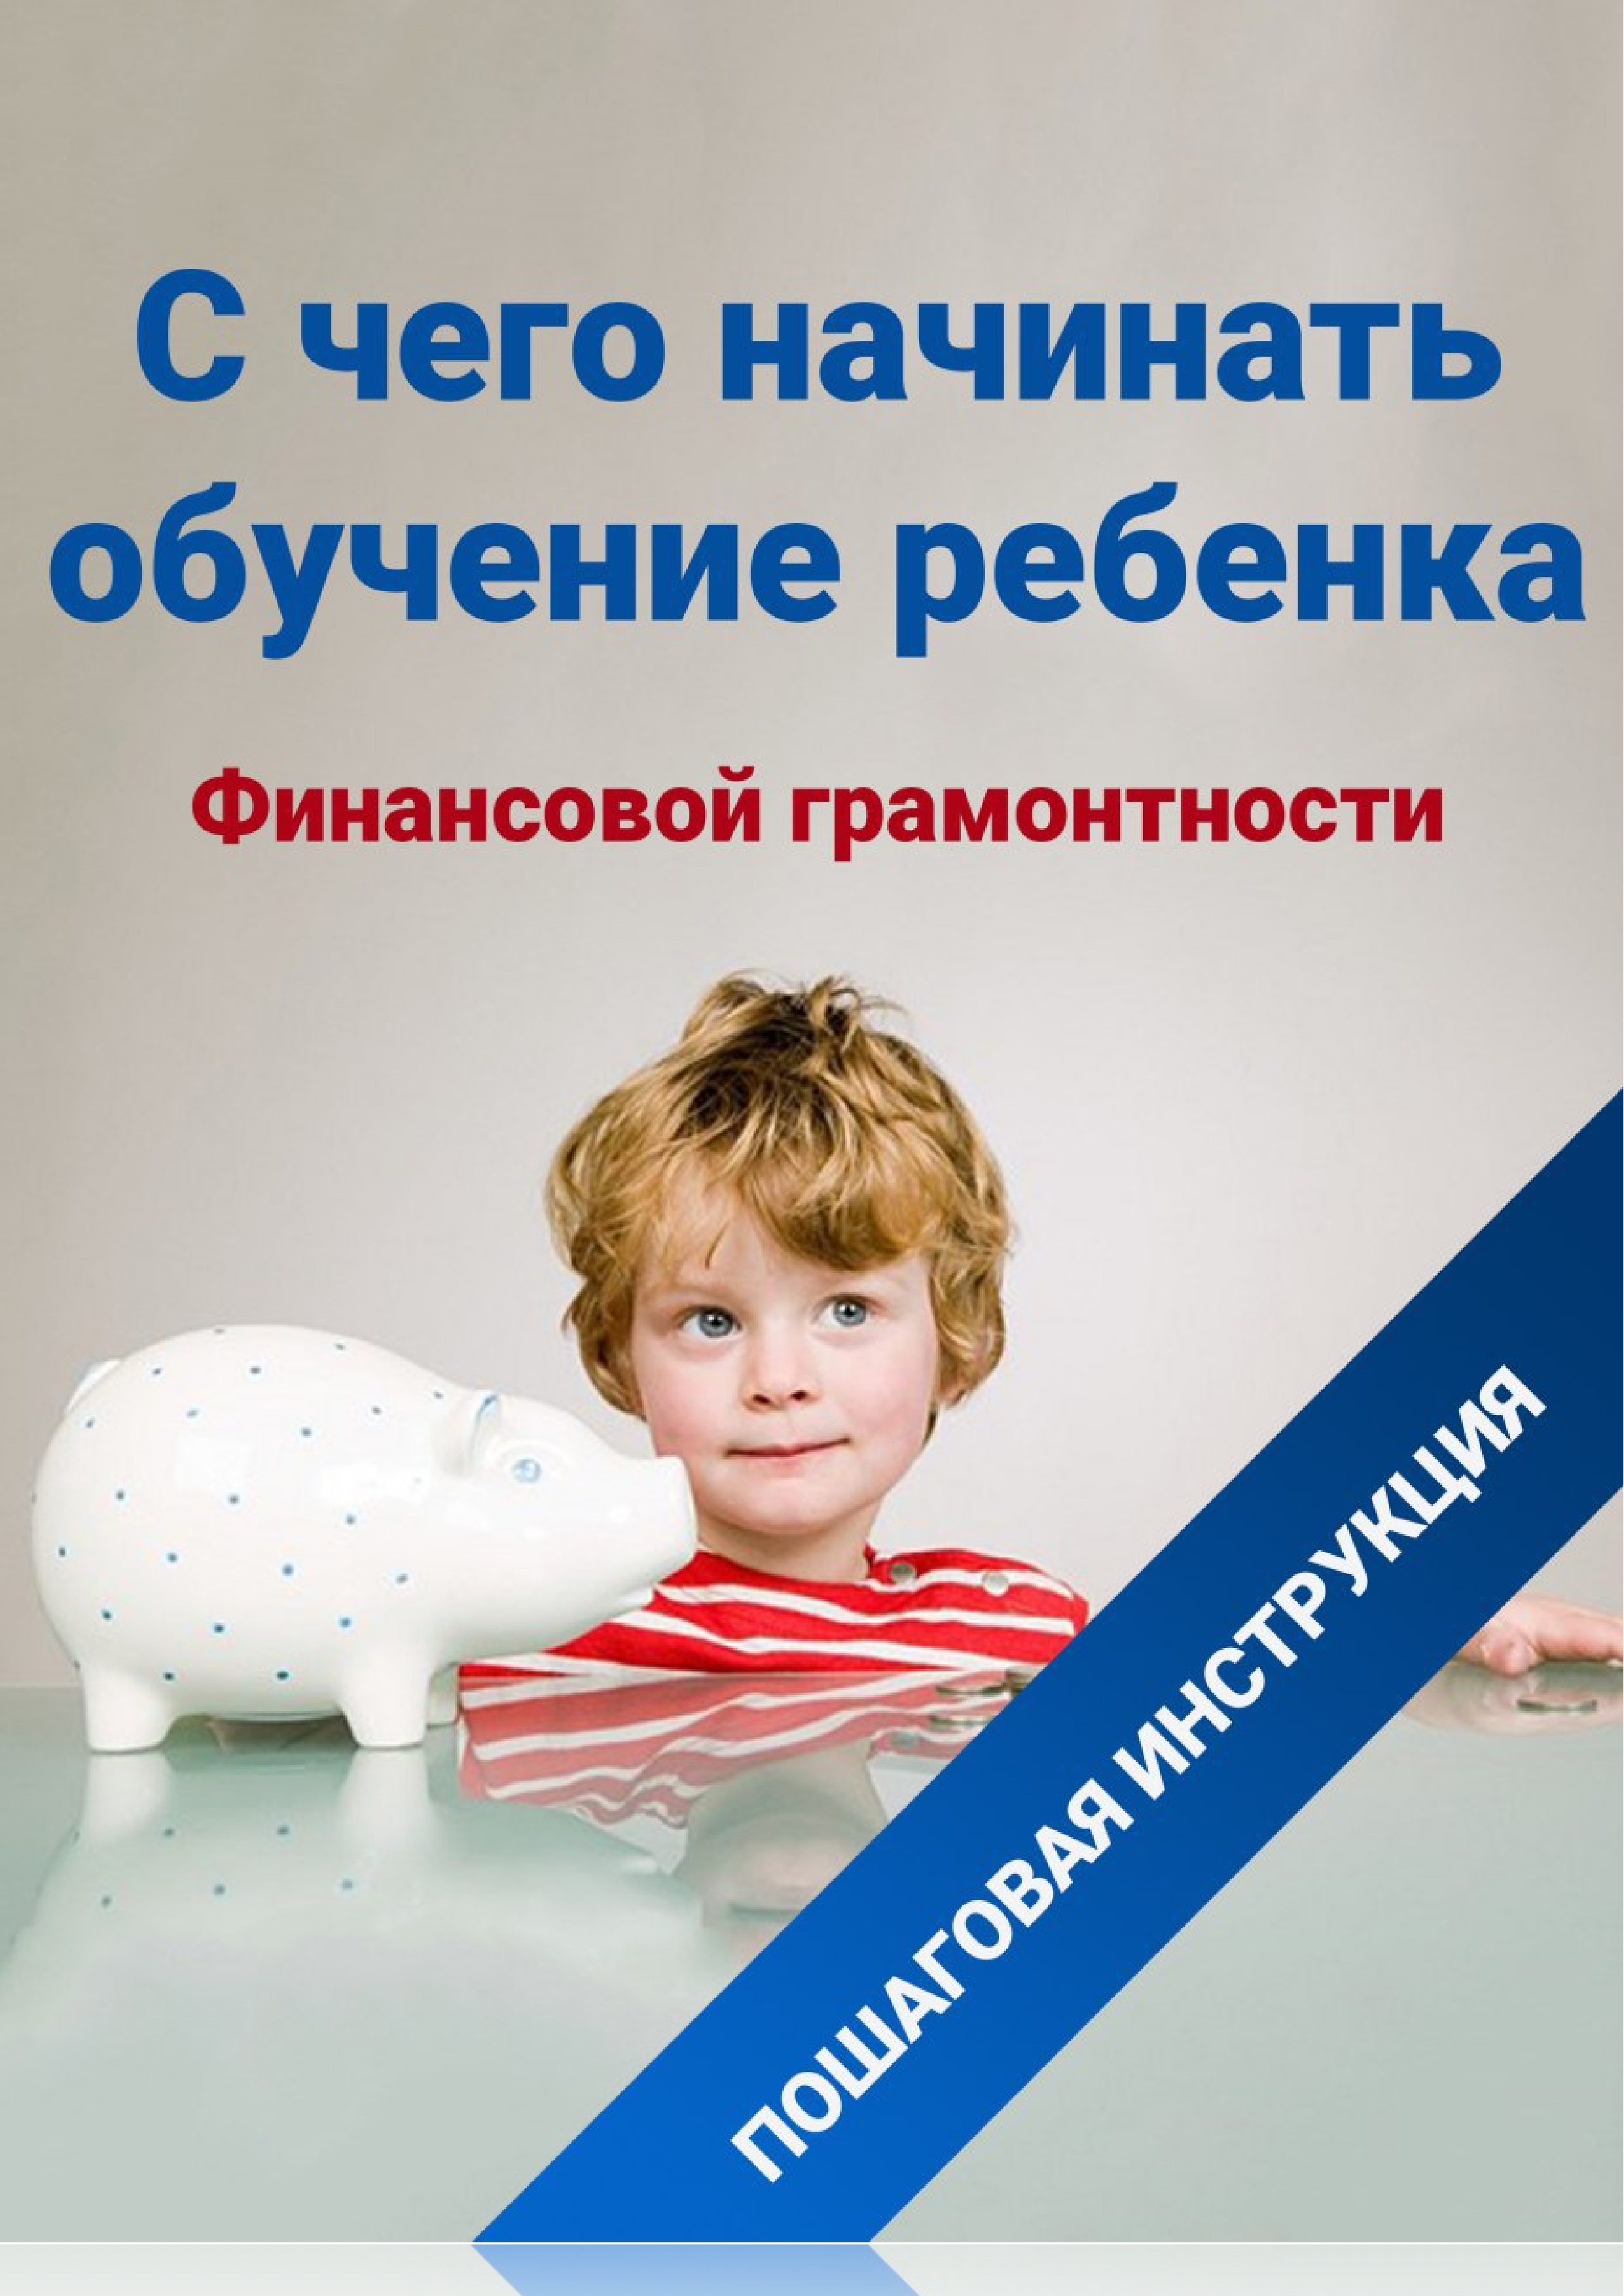 С чего начинать
обучение ребенка
Финансовой грамонтности
ПОШАГОВАЯ ИНСТРУКЦИЯ